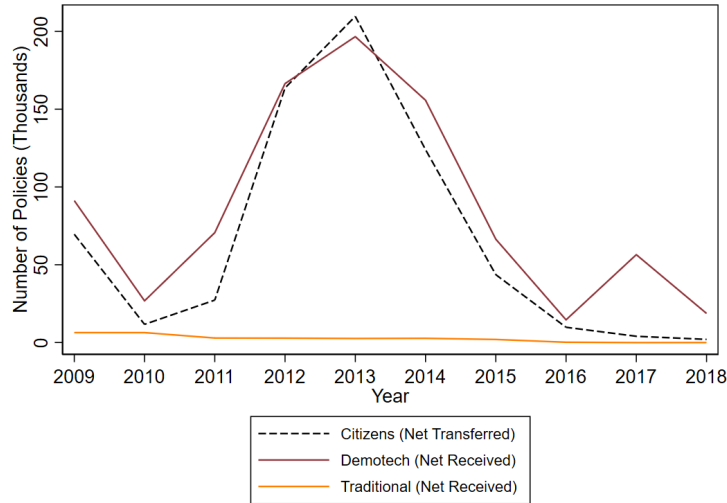 Number of Policies (Thousands)
200
150
100
50
0
2009 2010 2011 2012 2013 2014 2015 2016 2017 2018
Year
Citizens (Net Transferred)
Demotech (Net Received)
Traditional (Net Received)